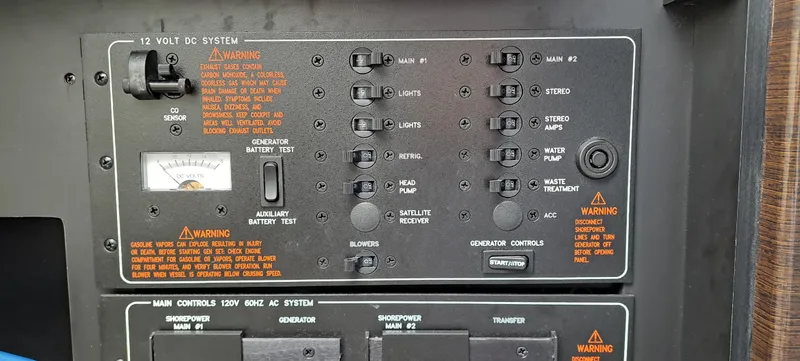 12 VOLT DC SYSTEM
WARNING
EXHAUST GASES CONTAIN
CARBON MONOXIDE, A COLORLESS,
ODORLESS GAS WHICH MAY CAUSE
BRAIN DAMAGE OR DEATH WHEN
INHALED. SYMPTOMS INCLUDE
NAUSEA, DIZZINESS, AND
DROWSINESS. KEEP COCKPIT AND
AREAS WELL VENTILATED. AVOID
BLOCKING EXHAUST OUTLETS.
CO
SENSOR
DC VOLTS
GENERATOR
BATTERY TEST
AUXILIARY
BATTERY TEST
WARNING
GASOLINE VAPORS CAN EXPLODE RESULTING IN INJURY
OR DEATH. BEFORE STARTING GEN SET: CHECK ENGINE
COMPARTMENT FOR GASOLINE OR VAPORS, OPERATE BLOWER
FOR FOUR MINUTES, AND VERIFY BLOWER OPERATION. RUN
BLOWER WHEN VESSEL IS OPERATING BELOW CRUISING SPEED.
MAIN #1
LIGHTS
LIGHTS
REFRIG.
HEAD
PUMP
SATELLITE
RECEIVER
BLOWERS
MAIN #2
STEREO
STEREO
AMPS
WATER
PUMP
WASTE
TREATMENT
ACC
GENERATOR CONTROLS
START STOP
WARNING
DISCONNECT
SHOREPOWER
LINES AND TURN
GENERATOR OFF
BEFORE OPENING
PANEL.
MAIN CONTROLS 120V 60HZ AC SYSTEM
SHOREPOWER
MAIN #1
GENERATOR
SHOREPOWER
MAIN #2
TRANSFER
WARNING
DISCONNECT